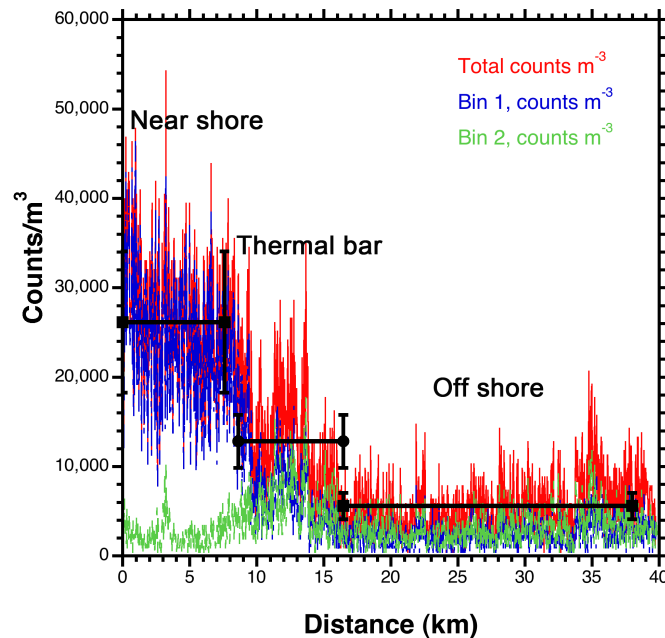 60,000
50,000
40,000
30,000
20,000
10,000
0
Counts/m³
Total counts m⁻³
Bin 1, counts m⁻³
Bin 2, counts m⁻³
Near shore
Thermal bar
Off shore
0 5 10 15 20 25 30 35 40
Distance (km)